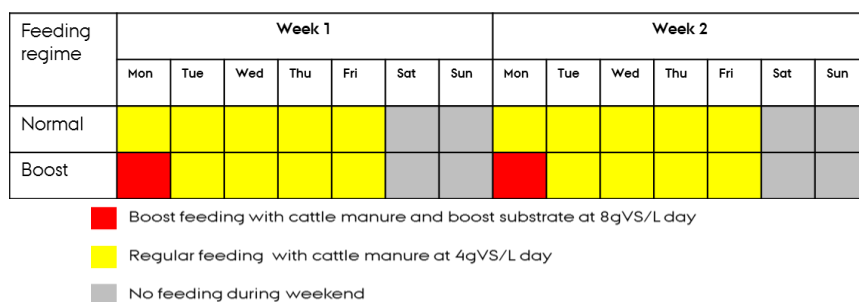 Feeding regime Week 1 Week 2
Mon Tue Wed Thu Fri Sat Sun Mon Tue Wed Thu Fri Sat Sun
Normal
Boost
Boost feeding with cattle manure and boost substrate at 8gVS/L day
Regular feeding with cattle manure at 4gVS/L day
No feeding during weekend